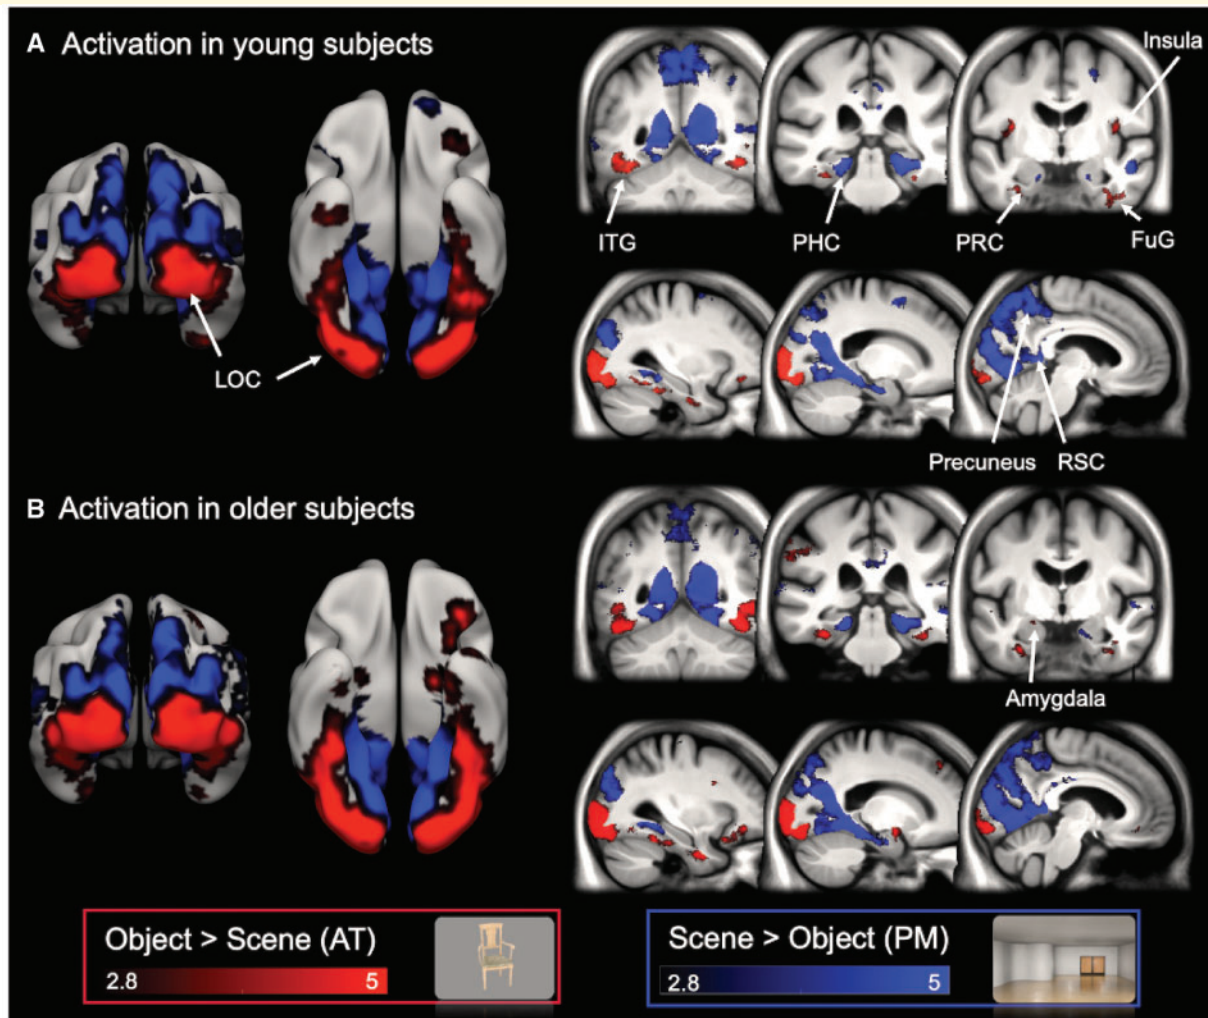 A Activation in young subjects
Insula
ITG
PHC
PRC
FuG
LOC
Precuneus
RSC
B Activation in older subjects
Amygdala
Object > Scene (AT)
2.8
5
Scene > Object (PM)
2.8
5